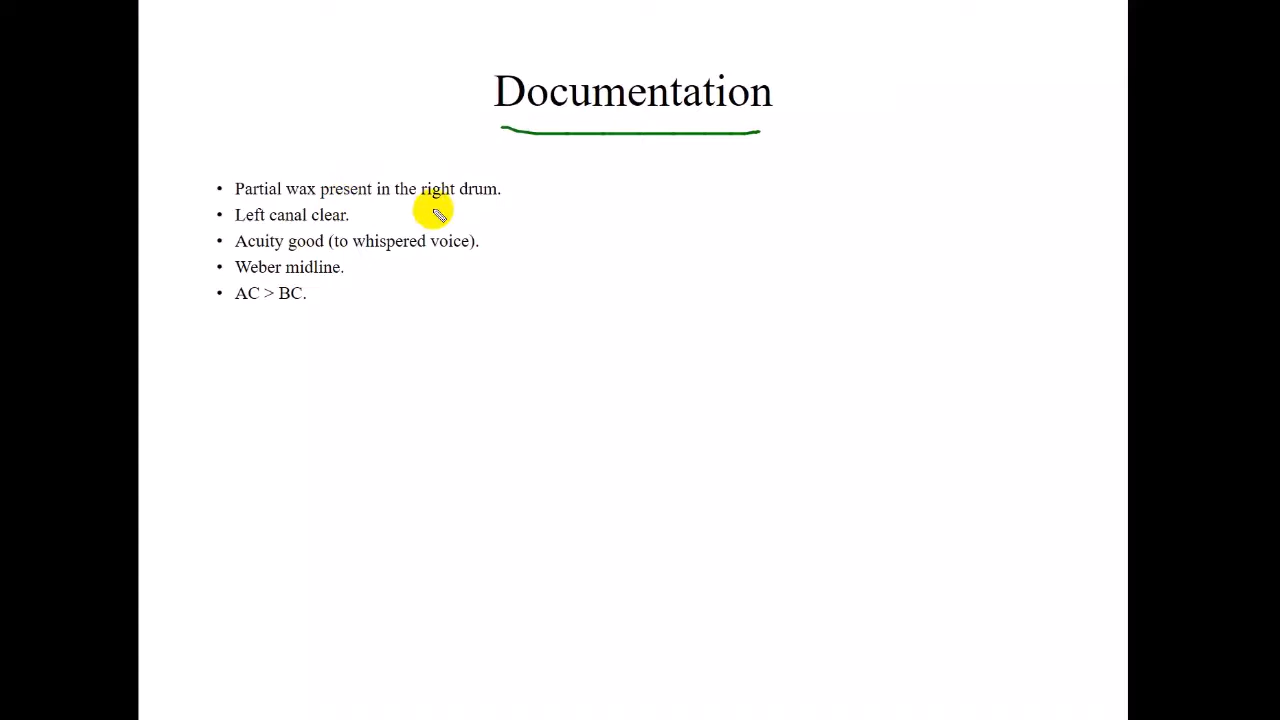 Documentation
• Partial wax present in the right drum.
• Left canal clear.
• Acuity good (to whispered voice).
• Weber midline.
• AC > BC.